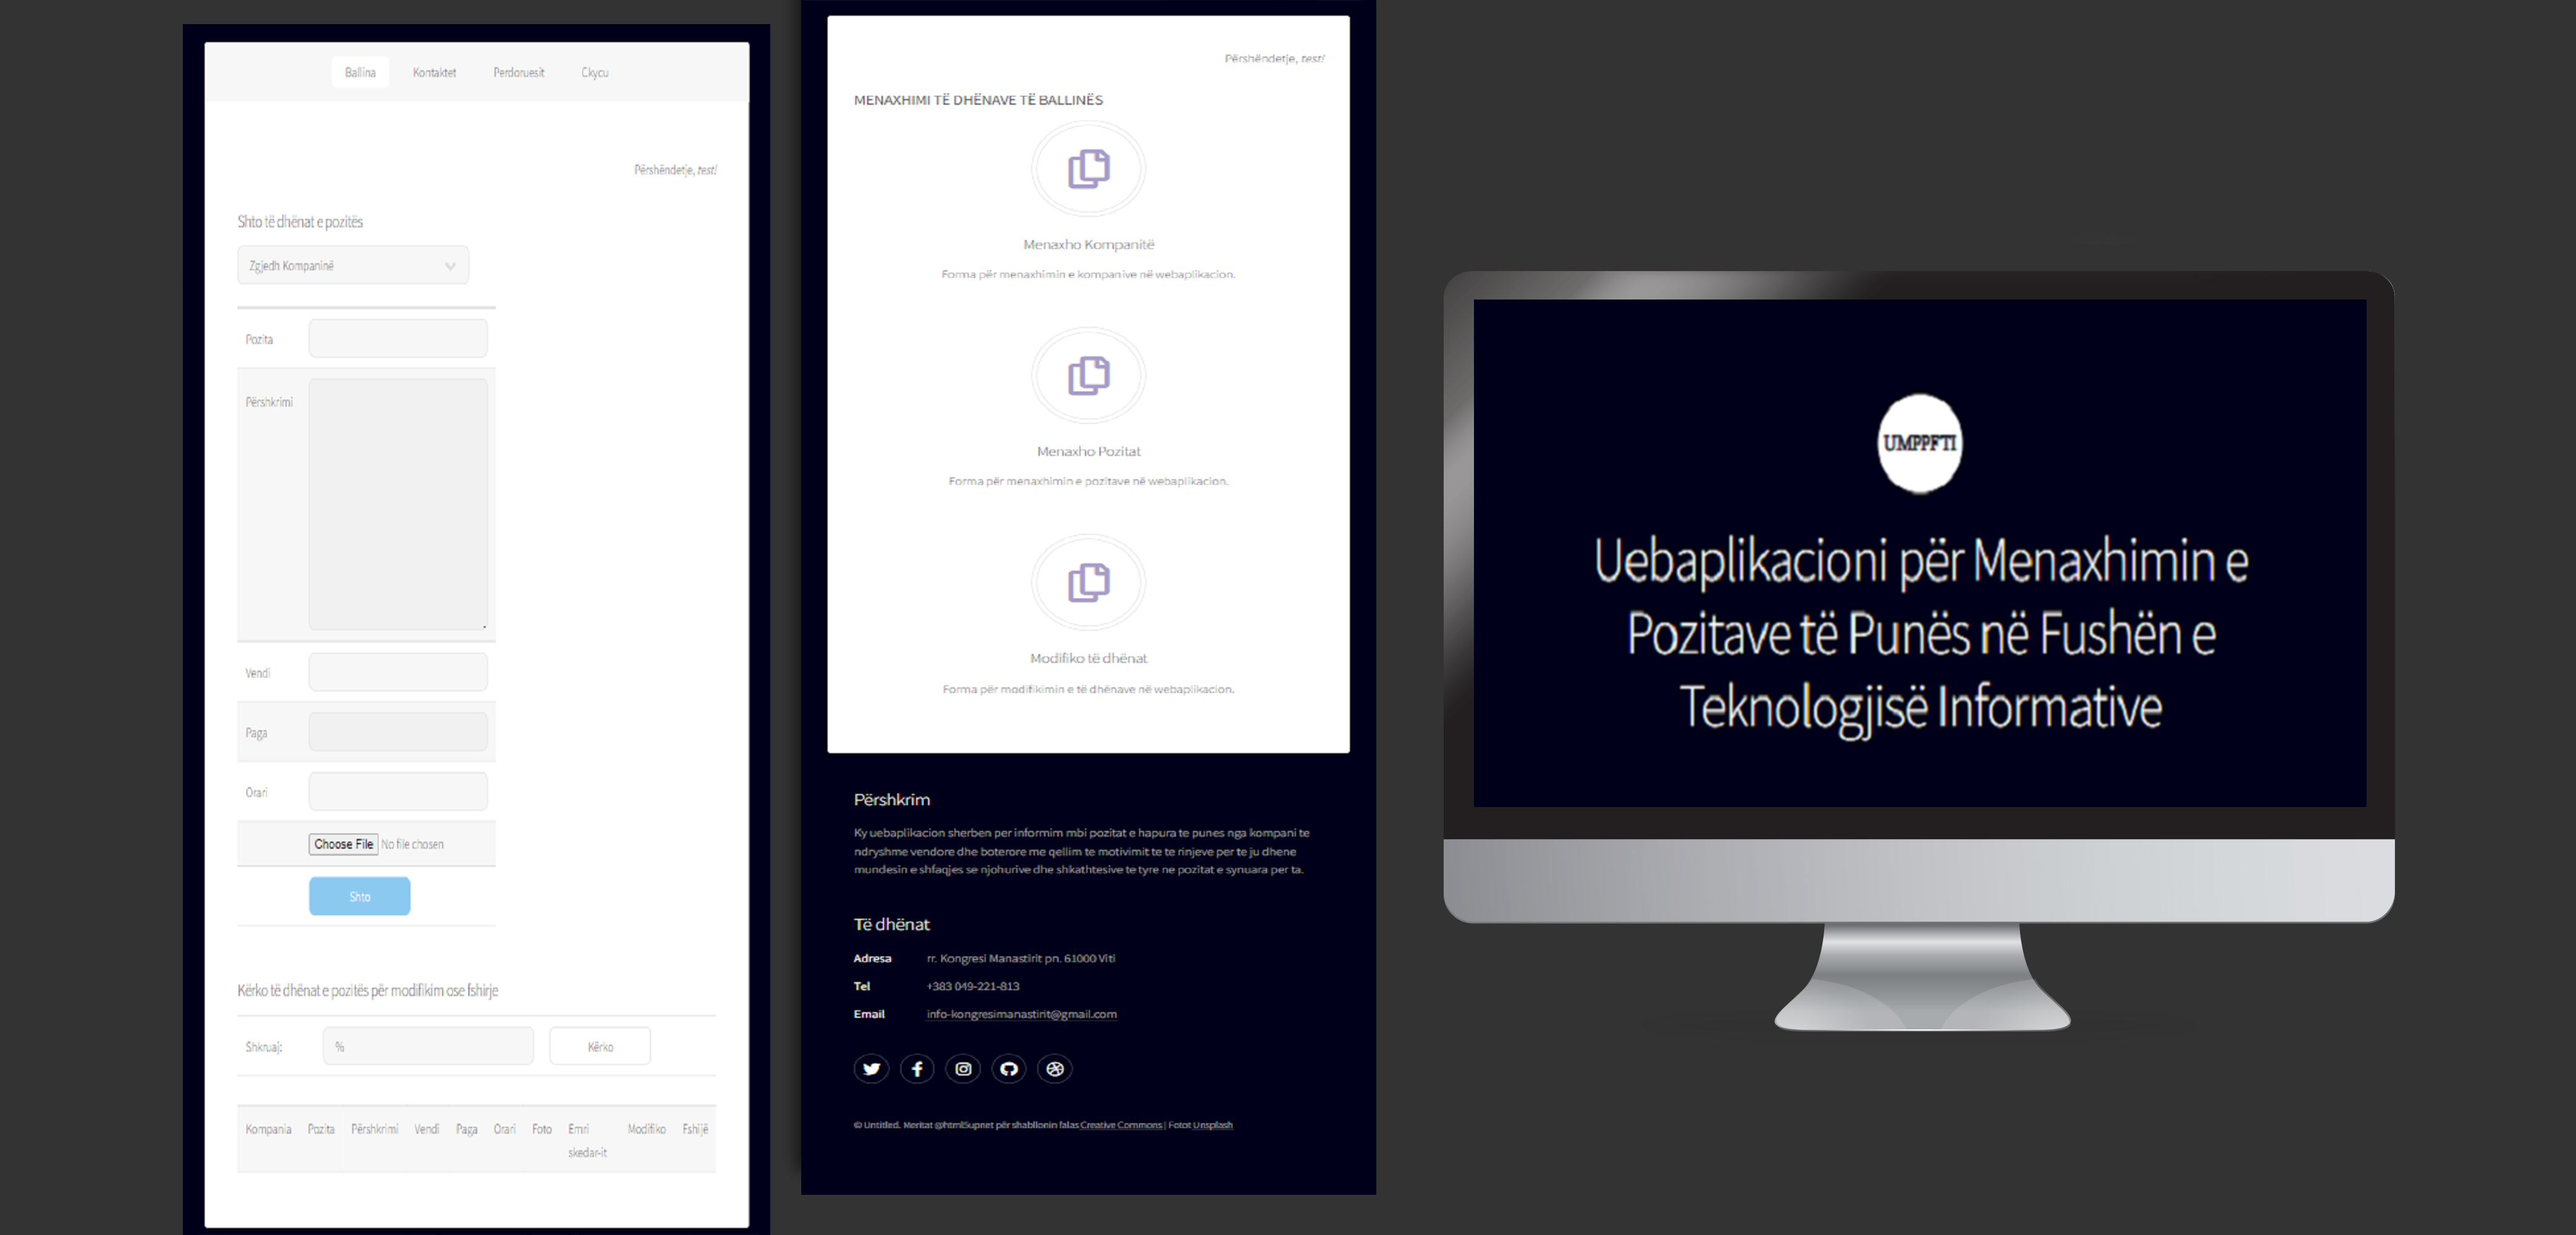 Ballina Kontaktet Perdoruesit Ckycu
Përshëndetje, test!
Shto të dhënat e pozitës
Zgjedh Kompaninë
Pozita
Përshkrimi
Vendi
Paga
Orari
Choose File No file chosen
Shto
Kërko të dhënat e pozitës për modifikim ose fshirje
Shkruaj: % Kërko
Kompania Pozita Përshkrimi Vendi Paga Orari Foto Emri Modifiko Fshijë
skedar-it
Përshëndetje, test!
MENAXHIMI TË DHËNAVE TË BALLINËS
Menaxho Kompanitë
Forma për menaxhimin e kompanive në webaplikacion.
Menaxho Pozitat
Forma për menaxhimin e pozitave në webaplikacion.
Modifiko të dhënat
Forma për modifikimin e të dhënave në webaplikacion.
Përshkrim
Ky uebaplikacion sherben per informim mbi pozitat e hapura te punes nga kompani te
ndryshme vendore dhe boterore me qellim te motivimit te te rinjeve per te ju dhene
mundesin e shfaqjes se njohurive dhe shkathtesive te tyre ne pozitat e synuara per ta.
Të dhënat
Adresa rr. Kongresi Manastirit pn. 61000 Viti
Tel +383 049-221-813
Email info-kongresimanastirit@gmail.com
© Untitled. Meritat @html5upnet për shabllonin falas Creative Commons | Fotot Unsplash
UMPPFTI
Uebaplikacioni për Menaxhimin e
Pozitave të Punës në Fushën e
Teknologjisë Informative